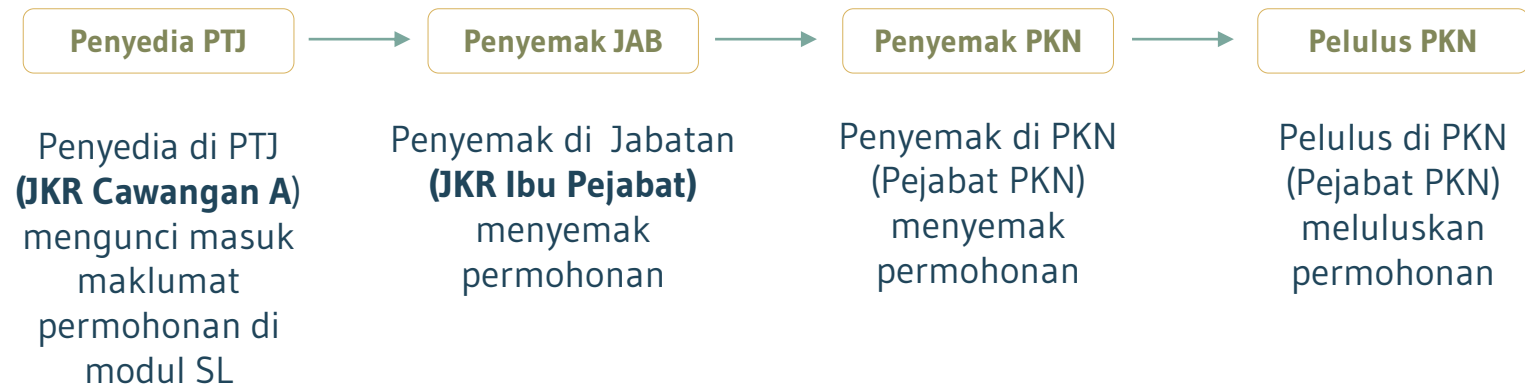 Penyedia PTJ
Penyemak JAB
Penyemak PKN
Pelulus PKN
Penyedia di PTJ
(JKR Cawangan A)
mengunci masuk
maklumat
permohonan di
modul SL
Penyemak di Jabatan
(JKR Ibu Pejabat)
menyemak
permohonan
Penyemak di PKN
(Pejabat PKN)
menyemak
permohonan
Pelulus di PKN
(Pejabat PKN)
meluluskan
permohonan